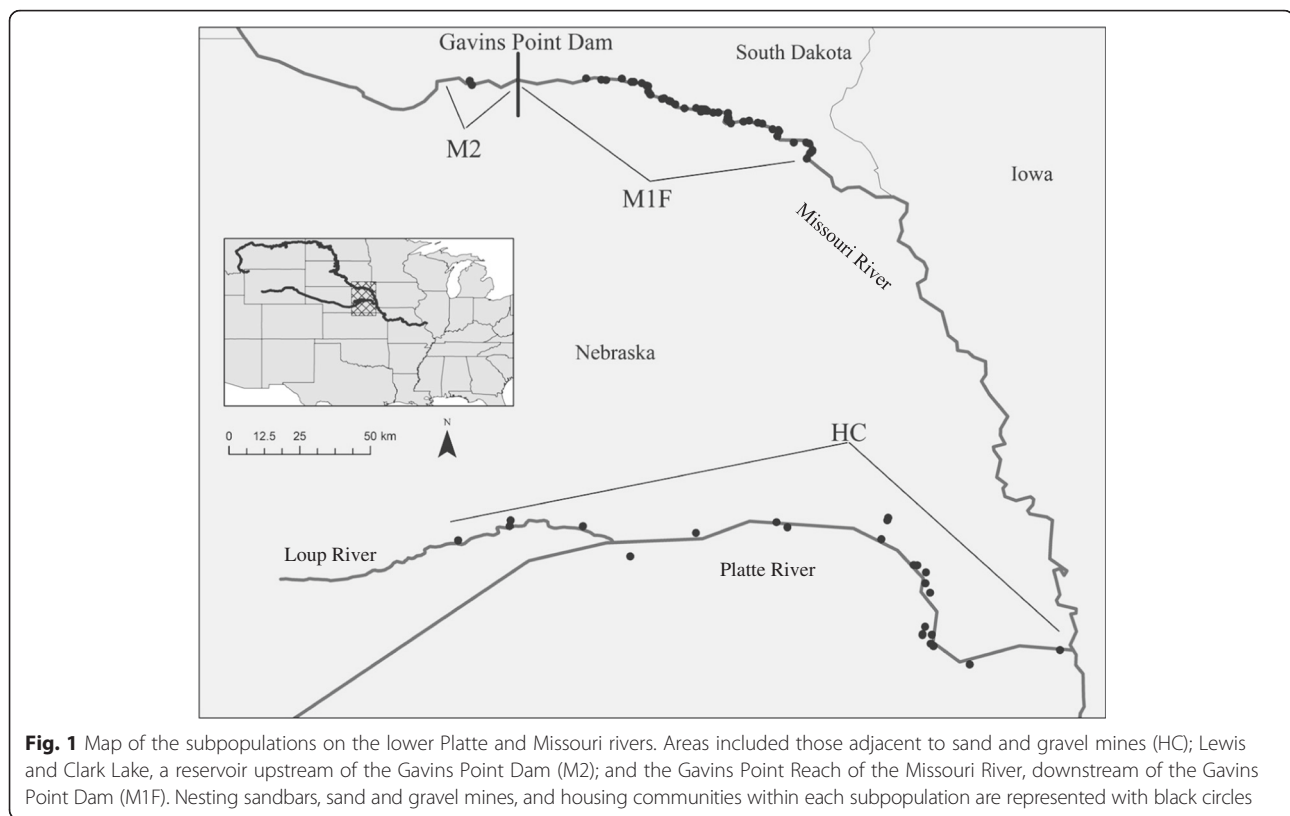 Gavins Point Dam
South Dakota
M2
M1F
Iowa
Missouri River
Nebraska
N
0 12.5 25 50 km
HC
Loup River
Platte River
Fig. 1 Map of the subpopulations on the lower Platte and Missouri rivers. Areas included those adjacent to sand and gravel mines (HC); Lewis
and Clark Lake, a reservoir upstream of the Gavins Point Dam (M2); and the Gavins Point Reach of the Missouri River, downstream of the Gavins
Point Dam (M1F). Nesting sandbars, sand and gravel mines, and housing communities within each subpopulation are represented with black circles